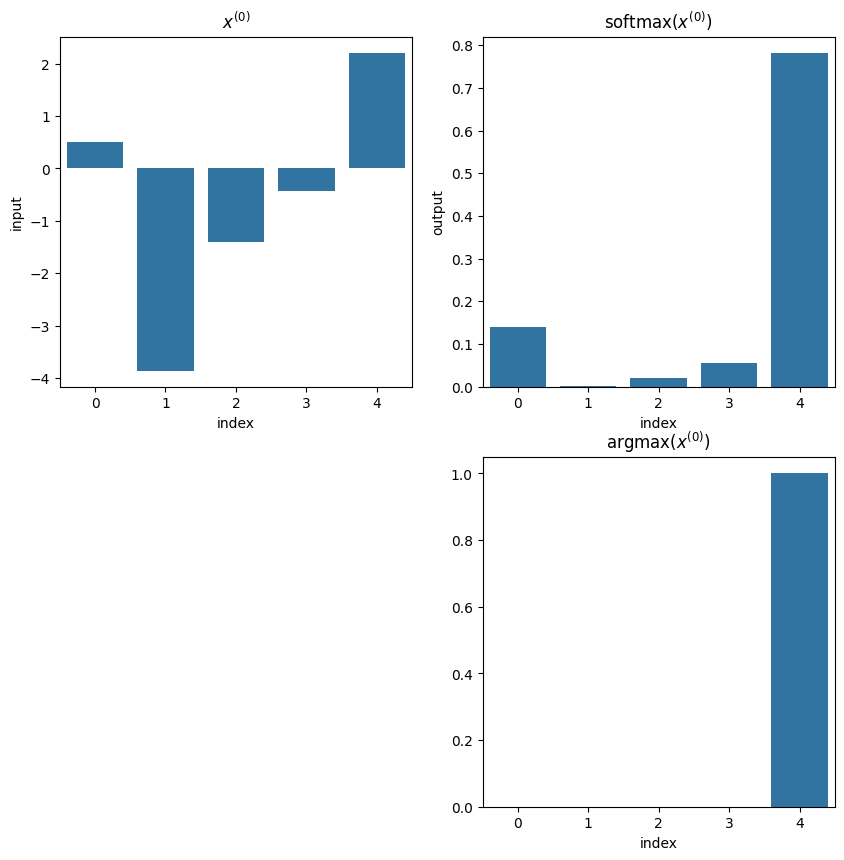 x^(0)
2
1
0
−1
−2
−3
−4
input
0 1 2 3 4
index
softmax(x^(0))
0.8
0.7
0.6
0.5
0.4
0.3
0.2
0.1
0.0
output
0 1 2 3 4
index
argmax(x^(0))
1.0
0.8
0.6
0.4
0.2
0.0
0 1 2 3 4
index